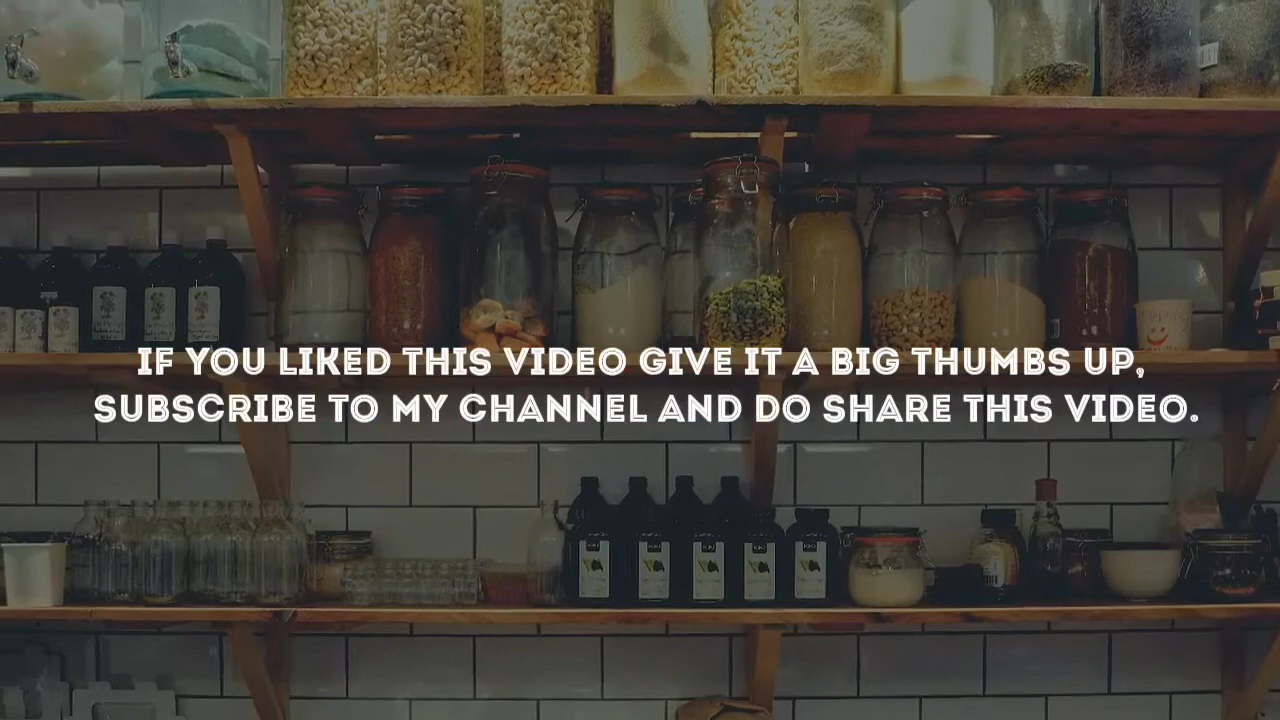 IF YOU LIKED THIS VIDEO GIVE IT A BIG THUMBS UP,
SUBSCRIBE TO MY CHANNEL AND DO SHARE THIS VIDEO.